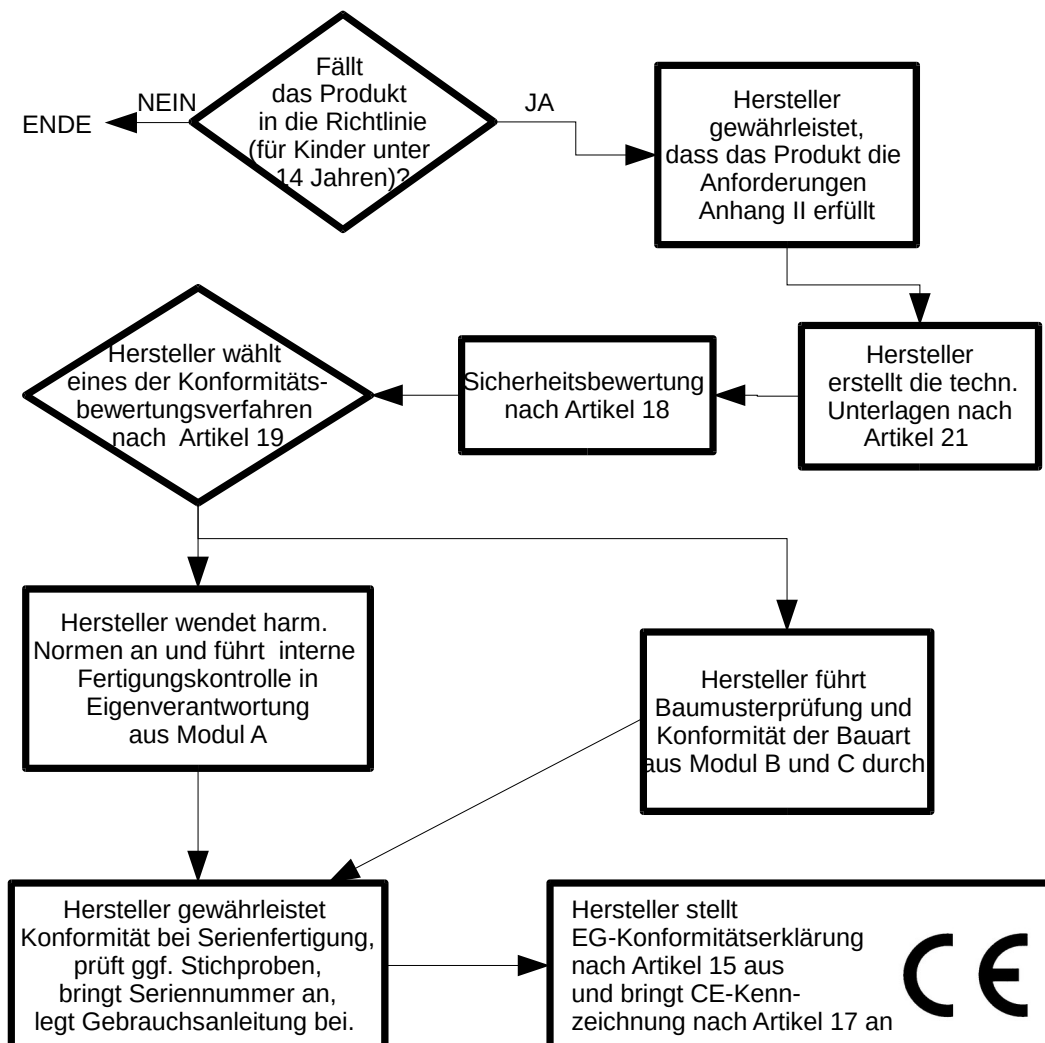 Fällt
das Produkt
in die Richtlinie
(für Kinder unter
14 Jahren)?
NEIN
ENDE
JA
Hersteller
gewährleistet,
dass das Produkt die
Anforderungen
Anhang II erfüllt
Hersteller
erstellt die techn.
Unterlagen nach
Artikel 21
Sicherheitsbewertung
nach Artikel 18
Hersteller wählt
eines der Konformitäts-
bewertungsverfahren
nach Artikel 19
Hersteller wendet harm.
Normen an und führt interne
Fertigungskontrolle in
Eigenverantwortung
aus Modul A
Hersteller führt
Baumusterprüfung und
Konformität der Bauart
aus Modul B und C durch
Hersteller gewährleistet
Konformität bei Serienfertigung,
prüft ggf. Stichproben,
bringt Seriennummer an,
legt Gebrauchsanleitung bei.
Hersteller stellt
EG-Konformitätserklärung
nach Artikel 15 aus
und bringt CE-Kenn-
zeichnung nach Artikel 17 an
CE